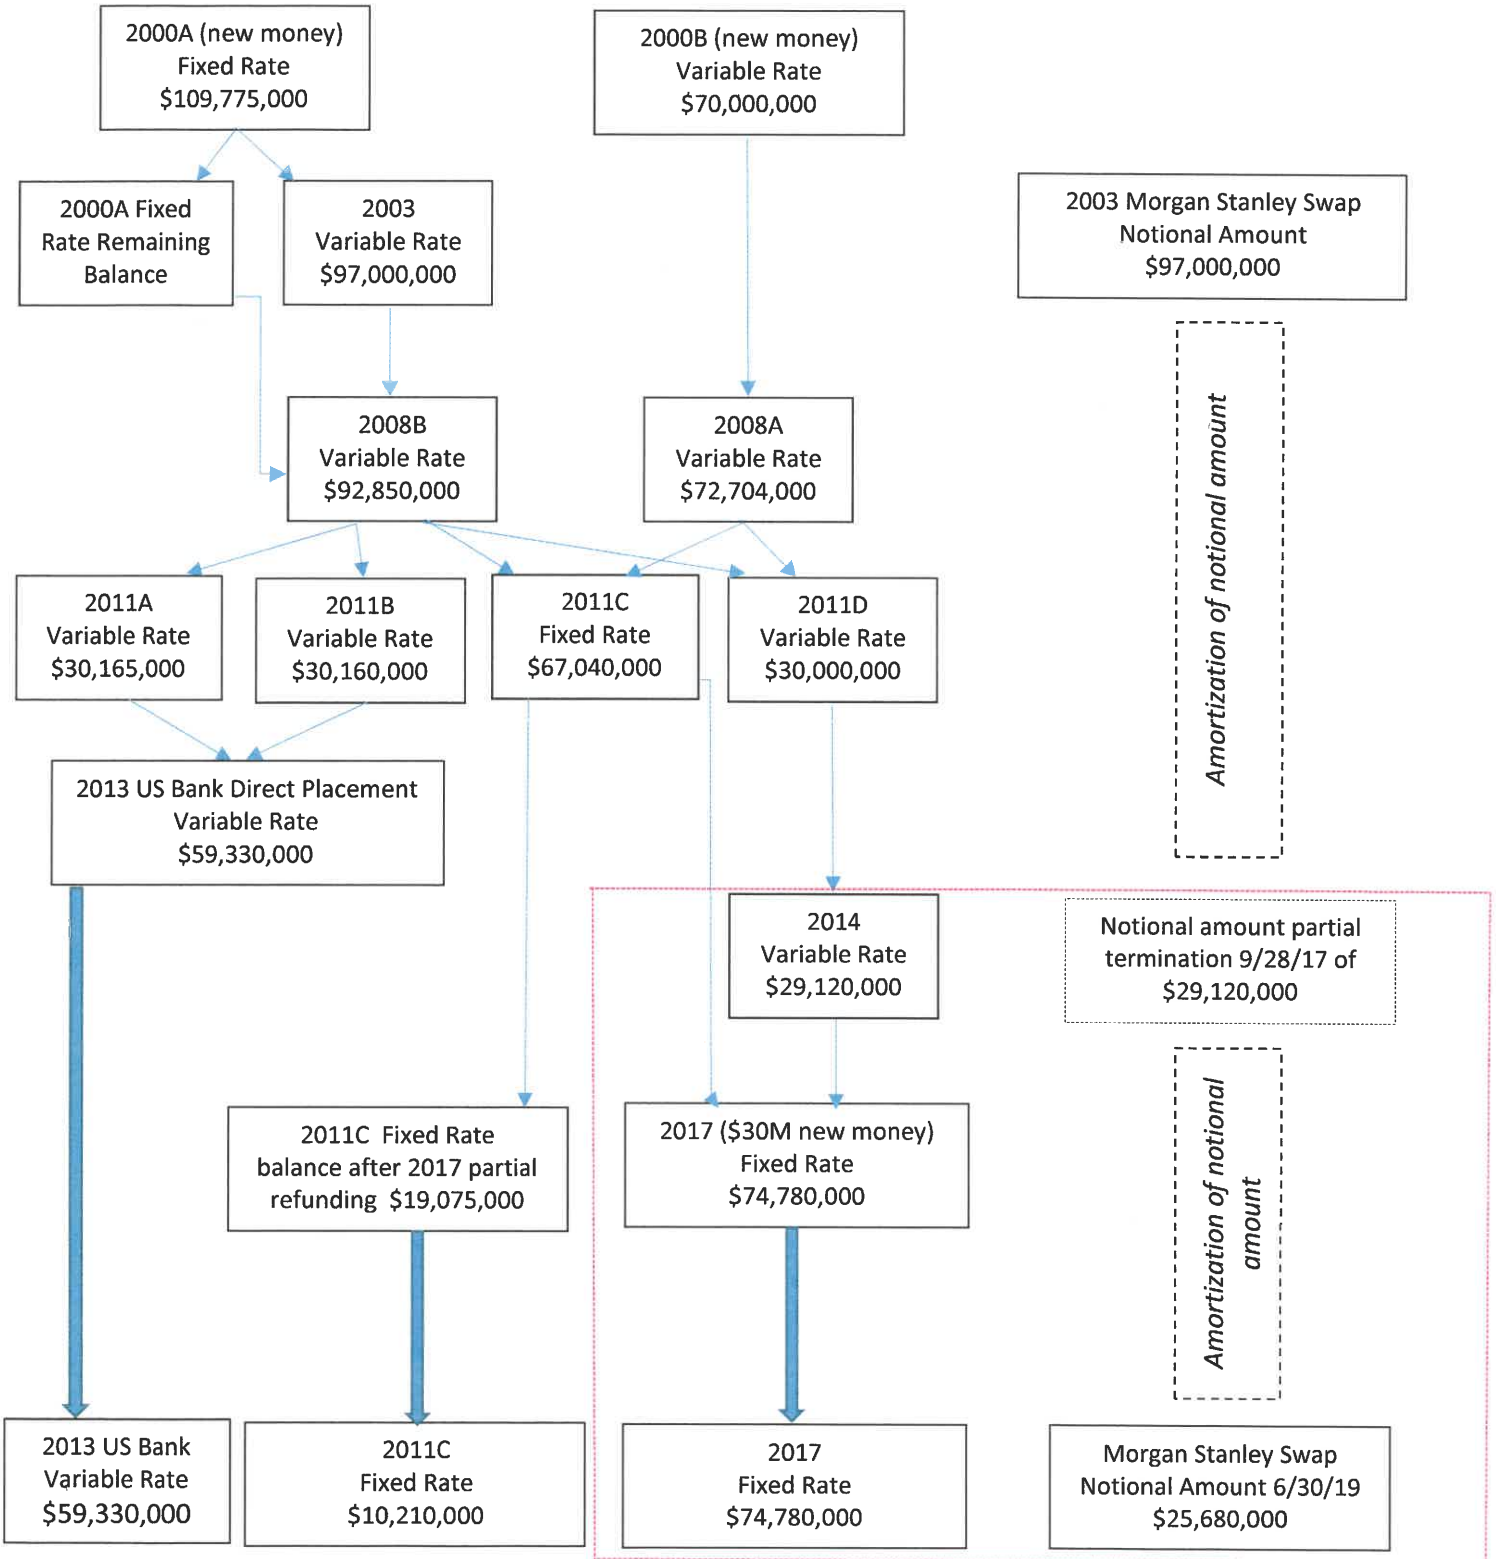 2000A (new money)
Fixed Rate
$109,775,000
2000B (new money)
Variable Rate
$70,000,000
2000A Fixed
Rate Remaining
Balance
2003
Variable Rate
$97,000,000
2003 Morgan Stanley Swap
Notional Amount
$97,000,000
2008B
Variable Rate
$92,850,000
2008A
Variable Rate
$72,704,000
Amortization of notional amount
2011A
Variable Rate
$30,165,000
2011B
Variable Rate
$30,160,000
2011C
Fixed Rate
$67,040,000
2011D
Variable Rate
$30,000,000
2013 US Bank Direct Placement
Variable Rate
$59,330,000
2014
Variable Rate
$29,120,000
Notional amount partial
termination 9/28/17 of
$29,120,000
2011C Fixed Rate
balance after 2017 partial
refunding $19,075,000
2017 ($30M new money)
Fixed Rate
$74,780,000
Amortization of notional
amount
2013 US Bank
Variable Rate
$59,330,000
2011C
Fixed Rate
$10,210,000
2017
Fixed Rate
$74,780,000
Morgan Stanley Swap
Notional Amount 6/30/19
$25,680,000